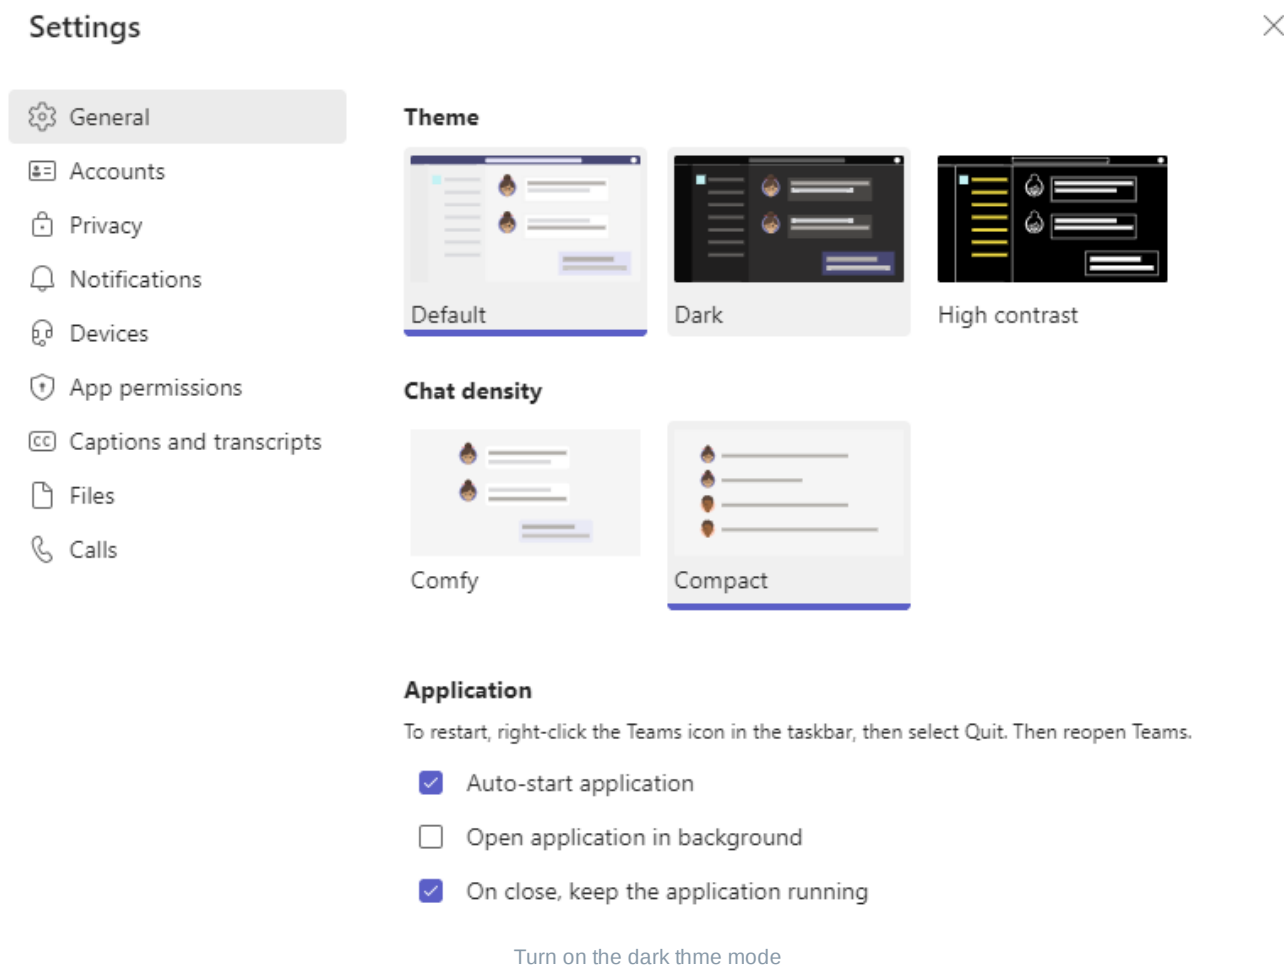 Settings
General
Accounts
Privacy
Notifications
Devices
App permissions
CC Captions and transcripts
Files
Calls
Theme
Default
Dark
High contrast
Chat density
Comfy
Compact
Application
To restart, right-click the Teams icon in the taskbar, then select Quit. Then reopen Teams.
Auto-start application
Open application in background
On close, keep the application running
Turn on the dark thme mode